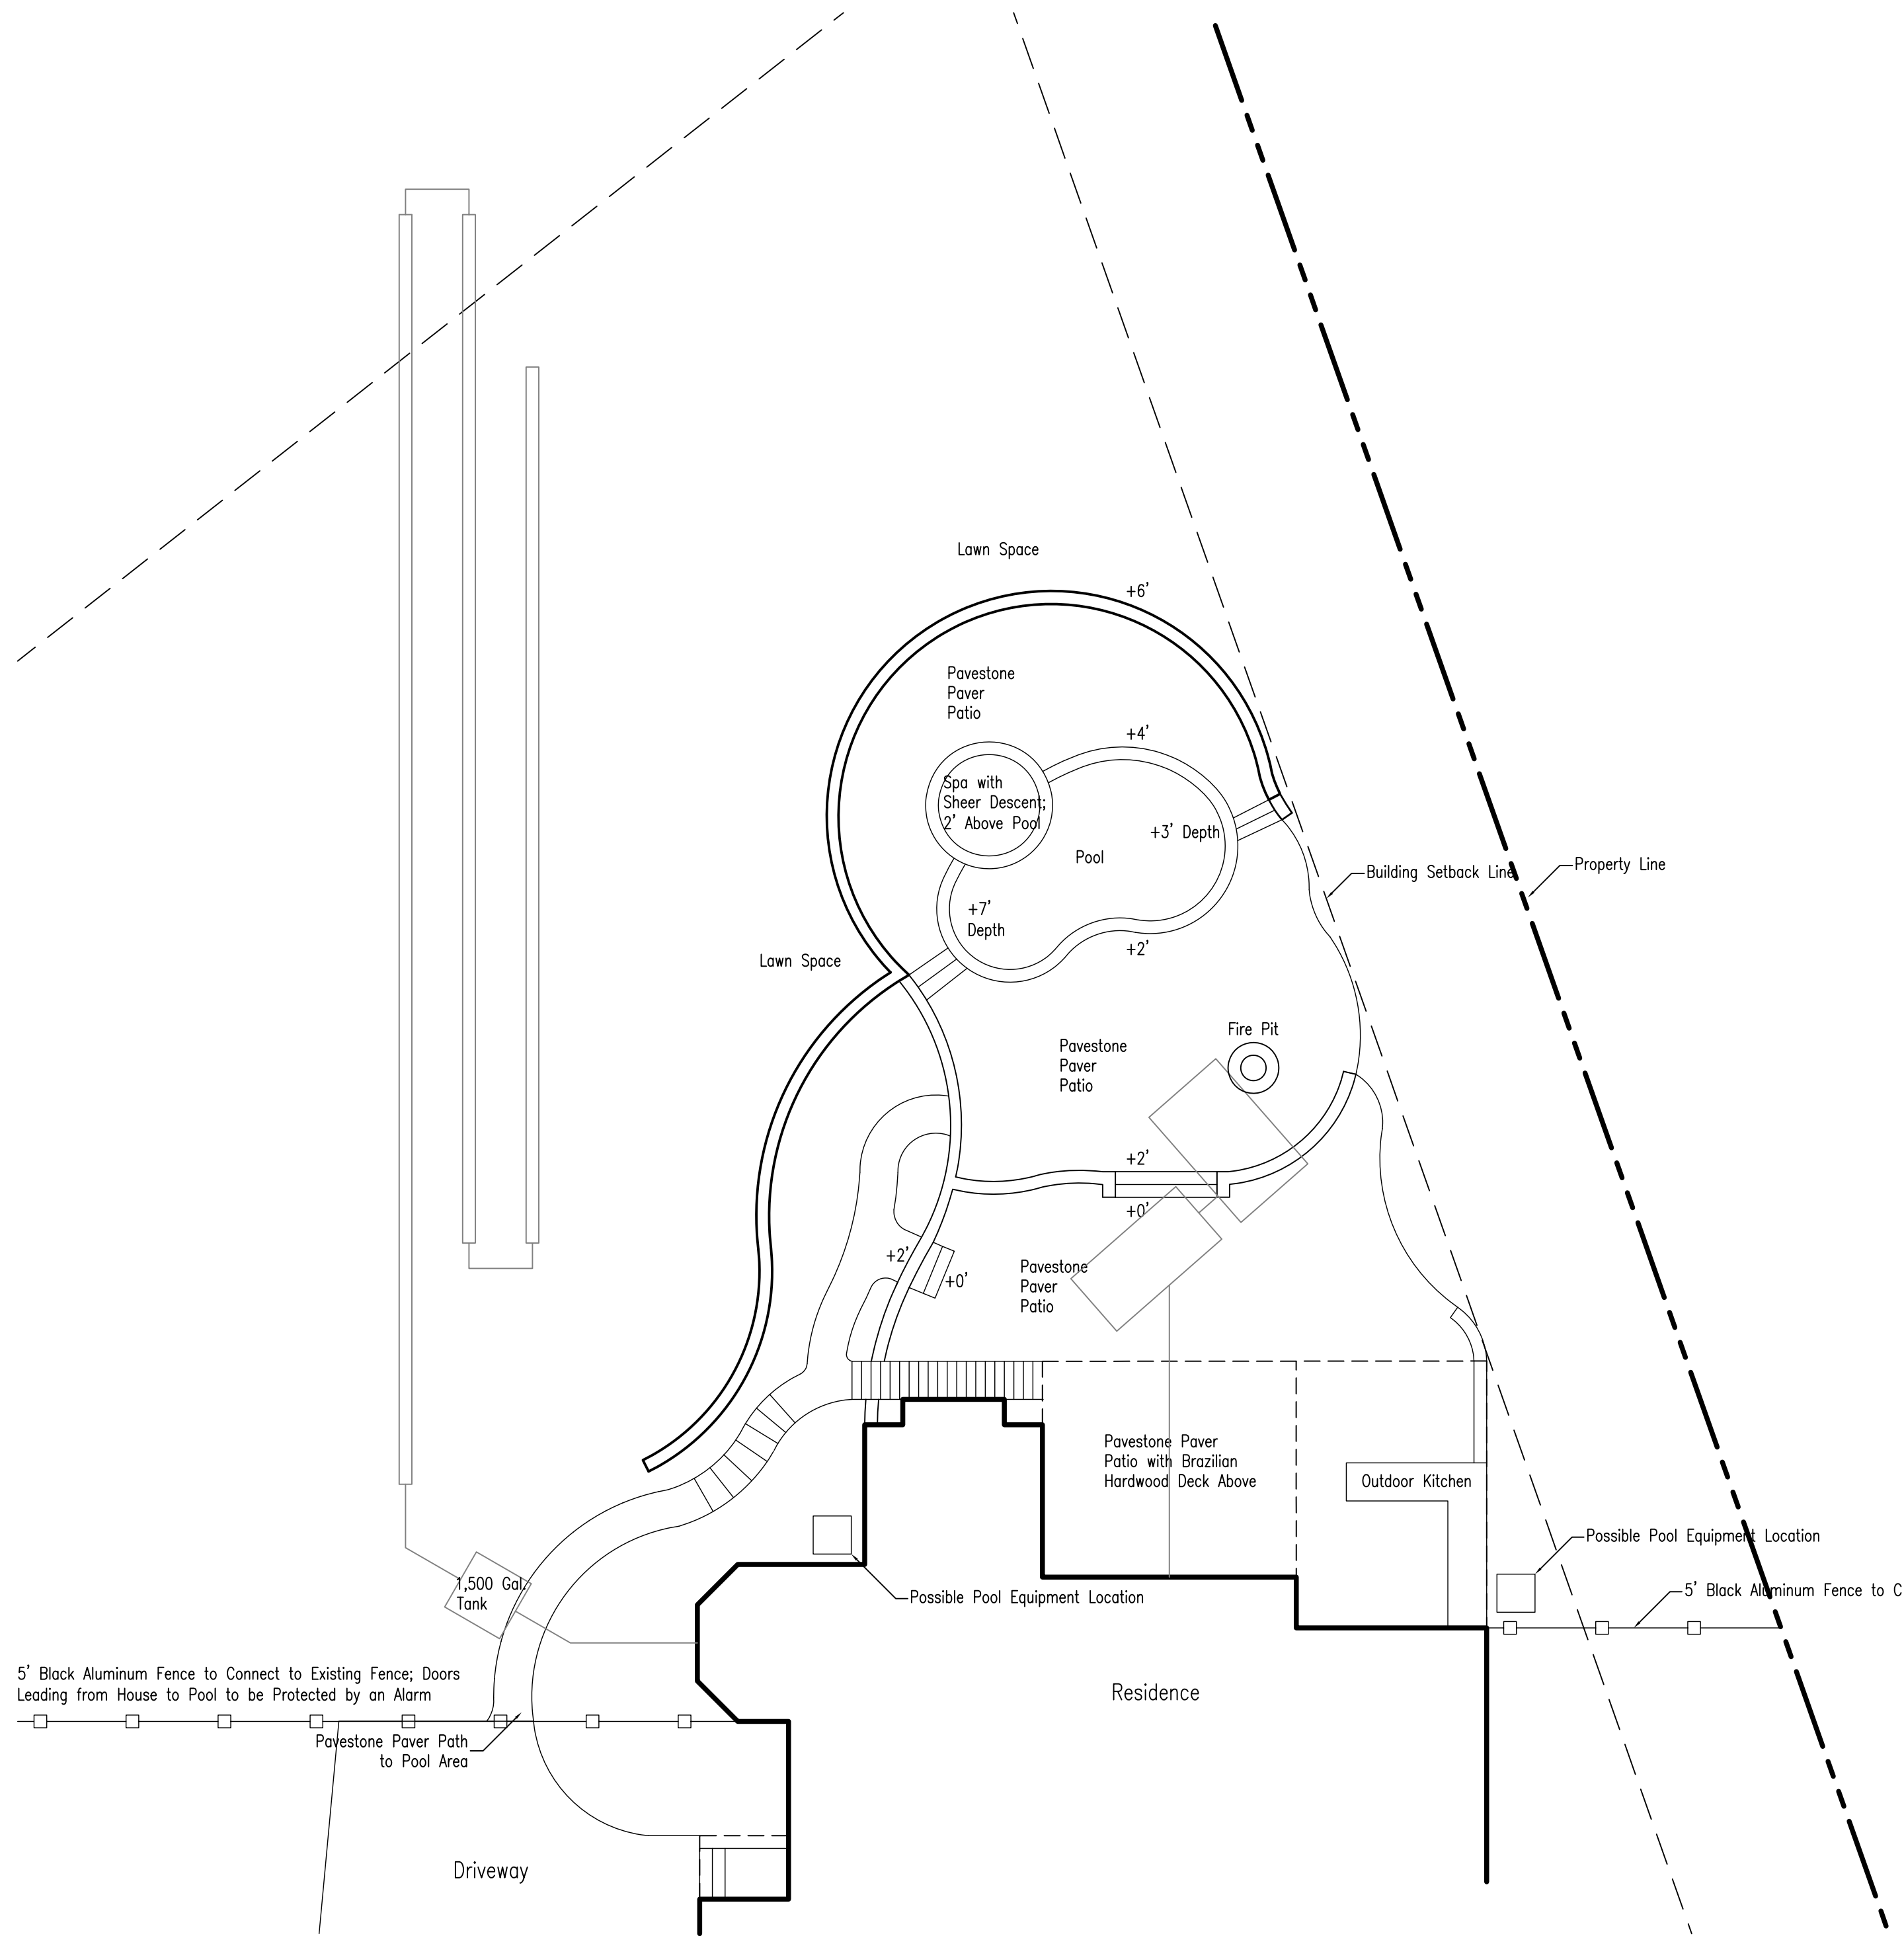 Lawn Space
+6'
Pavestone
Paver
Patio
+4'
Spa with
Sheer Descent;
2' Above Pool
+3' Depth
Pool
Building Setback Line
Property Line
+7'
Depth
+2'
Lawn Space
Fire Pit
Pavestone
Paver
Patio
+2'
+0'
+2'
+0'
Pavestone
Paver
Patio
Pavestone Paver
Patio with Brazilian
Hardwood Deck Above
Outdoor Kitchen
Possible Pool Equipment Location
1,500 Gal.
Tank
Possible Pool Equipment Location
5' Black Aluminum Fence to C
5' Black Aluminum Fence to Connect to Existing Fence; Doors
Leading from House to Pool to be Protected by an Alarm
Residence
Pavestone Paver Path
to Pool Area
Driveway